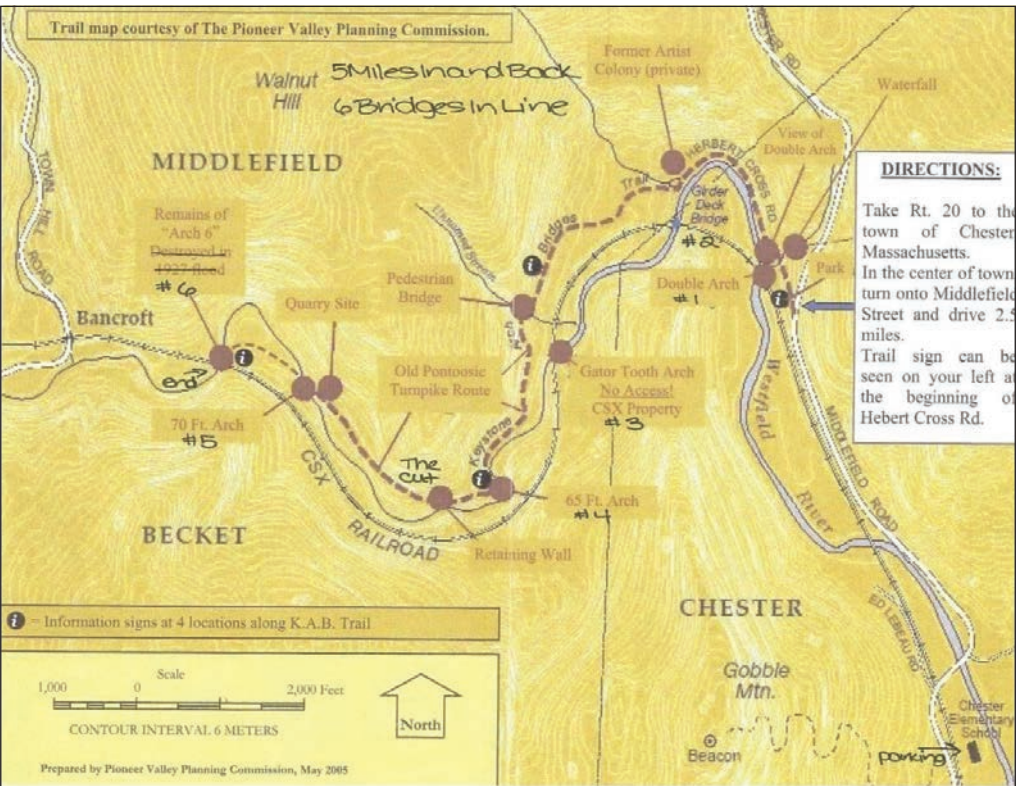 Trail map courtesy of The Pioneer Valley Planning Commission.
5 Miles In and Back
6 Bridges In Line
Walnut
Hill
Former Artist
Colony (private)
Waterfall
View of
Double Arch
MIDDLEFIELD
TOWN HILL ROAD
HERBERT CROSS RD
Girder
Deck
Bridge
#2
Keystone Arch Bridges Trail
Remains of
"Arch 6"
Destroyed in
1927 flood
#6
Quarry Site
Pedestrian
Bridge
Double Arch
#1
Park
Bancroft
end
Old Pontoosic
Turnpike Route
Gator Tooth Arch
No Access!
CSX Property
#3
70 Ft. Arch
#5
The
Cut
65 Ft. Arch
#4
Retaining Wall
CSX RAILROAD
BECKET
Westfield River
MIDDLEFIELD ROAD
CHESTER
ED LEBEAU RD
Gobble
Mtn.
Beacon
Chester
Elementary
School
parking
DIRECTIONS:
Take Rt. 20 to the
town of Chester
Massachusetts.
In the center of town
turn onto Middlefield
Street and drive 2.5
miles.
Trail sign can be
seen on your left at
the beginning of
Hebert Cross Rd.
i = Information signs at 4 locations along K.A.B. Trail
Scale
1,000 0 2,000 Feet
CONTOUR INTERVAL 6 METERS
North
Prepared by Pioneer Valley Planning Commission, May 2005